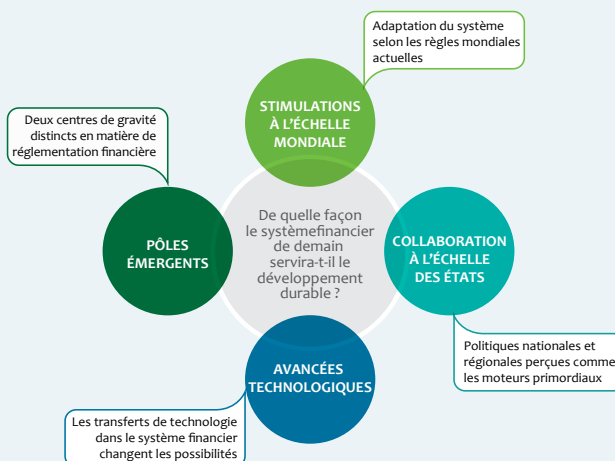 Adaptation du système
selon les règles mondiales
actuelles
STIMULATIONS
À L'ÉCHELLE
MONDIALE
Deux centres de gravité
distincts en matière de
réglementation financière
PÔLES
ÉMERGENTS
De quelle façon
le systèmefinancier
de demain
servira-t-il le
développement
durable ?
COLLABORATION
À L'ÉCHELLE
DES ÉTATS
Politiques nationales et
régionales perçues comme
les moteurs primordiaux
AVANCÉES
TECHNOLOGIQUES
Les transferts de technologie
dans le système financier
changent les possibilités